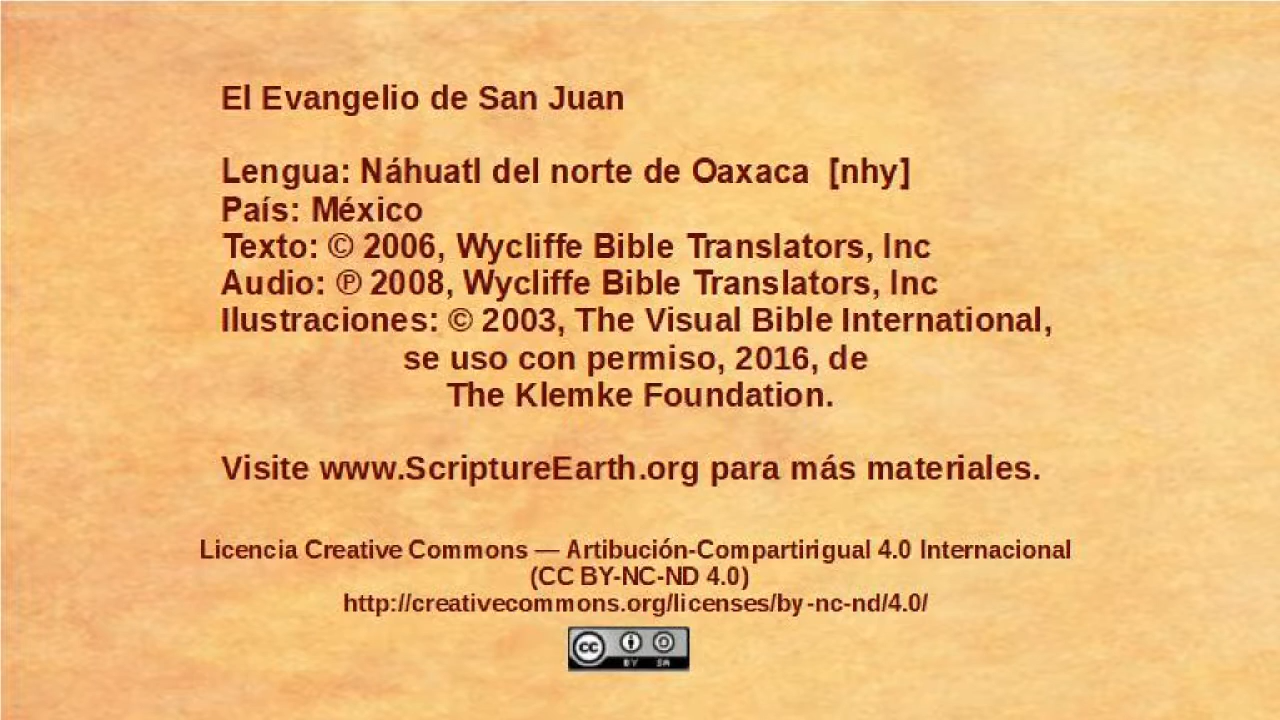 El Evangelio de San Juan
Lengua: Náhuatl del norte de Oaxaca [nhy]
País: México
Texto: © 2006, Wycliffe Bible Translators, Inc
Audio: ℗ 2008, Wycliffe Bible Translators, Inc
Ilustraciones: © 2003, The Visual Bible International,
se uso con permiso, 2016, de
The Klemke Foundation.
Visite www.ScriptureEarth.org para más materiales.
Licencia Creative Commons — Artibución-Compartirigual 4.0 Internacional
(CC BY-NC-ND 4.0)
http://creativecommons.org/licenses/by-nc-nd/4.0/
cc BY SA